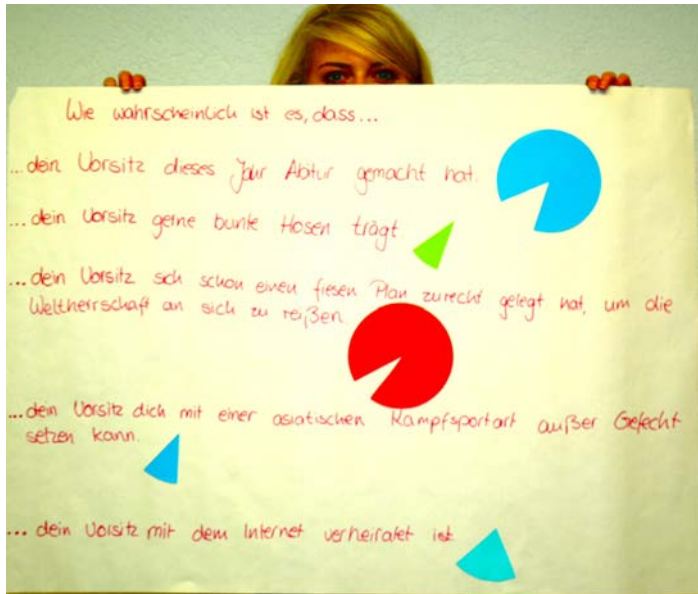 Wie wahrscheinlich ist es, dass...
...dein Vorsitz dieses Jahr Abitur gemacht hat.
...dein Vorsitz gerne bunte Hosen trägt
...dein Vorsitz sich schon einen fiesen Plan zurecht gelegt hat, um die
Weltherrschaft an sich zu reißen.
...dein Vorsitz dich mit einer asiatischen Kampfsportart außer Gefecht
setzen kann.
... dein Vorsitz mit dem Internet verheiratet ist